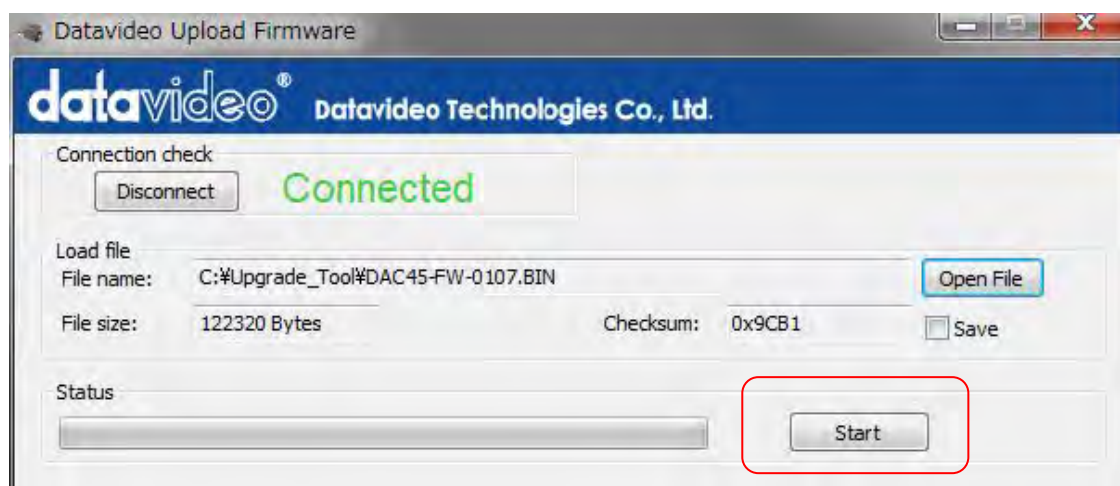 Datavideo Upload Firmware
datavideo® Datavideo Technologies Co., Ltd.
Connection check
Disconnect Connected
Load file
File name: C:¥Upgrade_Tool¥DAC45-FW-0107.BIN Open File
File size: 122320 Bytes Checksum: 0x9CB1 Save
Status
Start